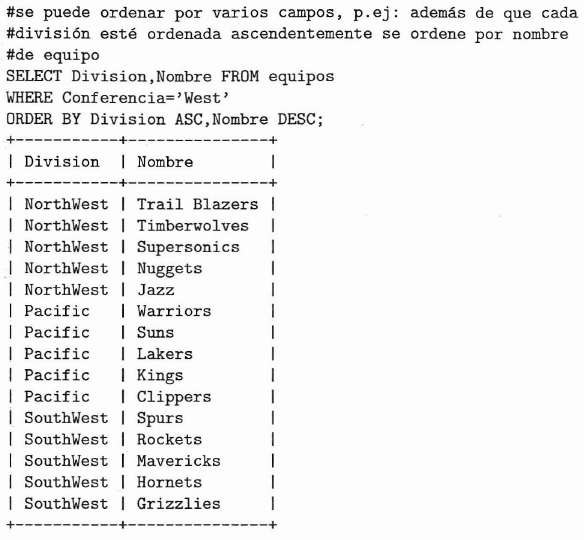 #se puede ordenar por varios campos, p.ej: además de que cada
#división esté ordenada ascendentemente se ordene por nombre
#de equipo
SELECT Division,Nombre FROM equipos
WHERE Conferencia='West'
ORDER BY Division ASC,Nombre DESC;
+-----------+---------------+
| Division  | Nombre        |
+-----------+---------------+
| NorthWest | Trail Blazers |
| NorthWest | Timberwolves  |
| NorthWest | Supersonics   |
| NorthWest | Nuggets       |
| NorthWest | Jazz          |
| Pacific   | Warriors      |
| Pacific   | Suns          |
| Pacific   | Lakers        |
| Pacific   | Kings         |
| Pacific   | Clippers      |
| SouthWest | Spurs         |
| SouthWest | Rockets       |
| SouthWest | Mavericks     |
| SouthWest | Hornets       |
| SouthWest | Grizzlies     |
+-----------+---------------+